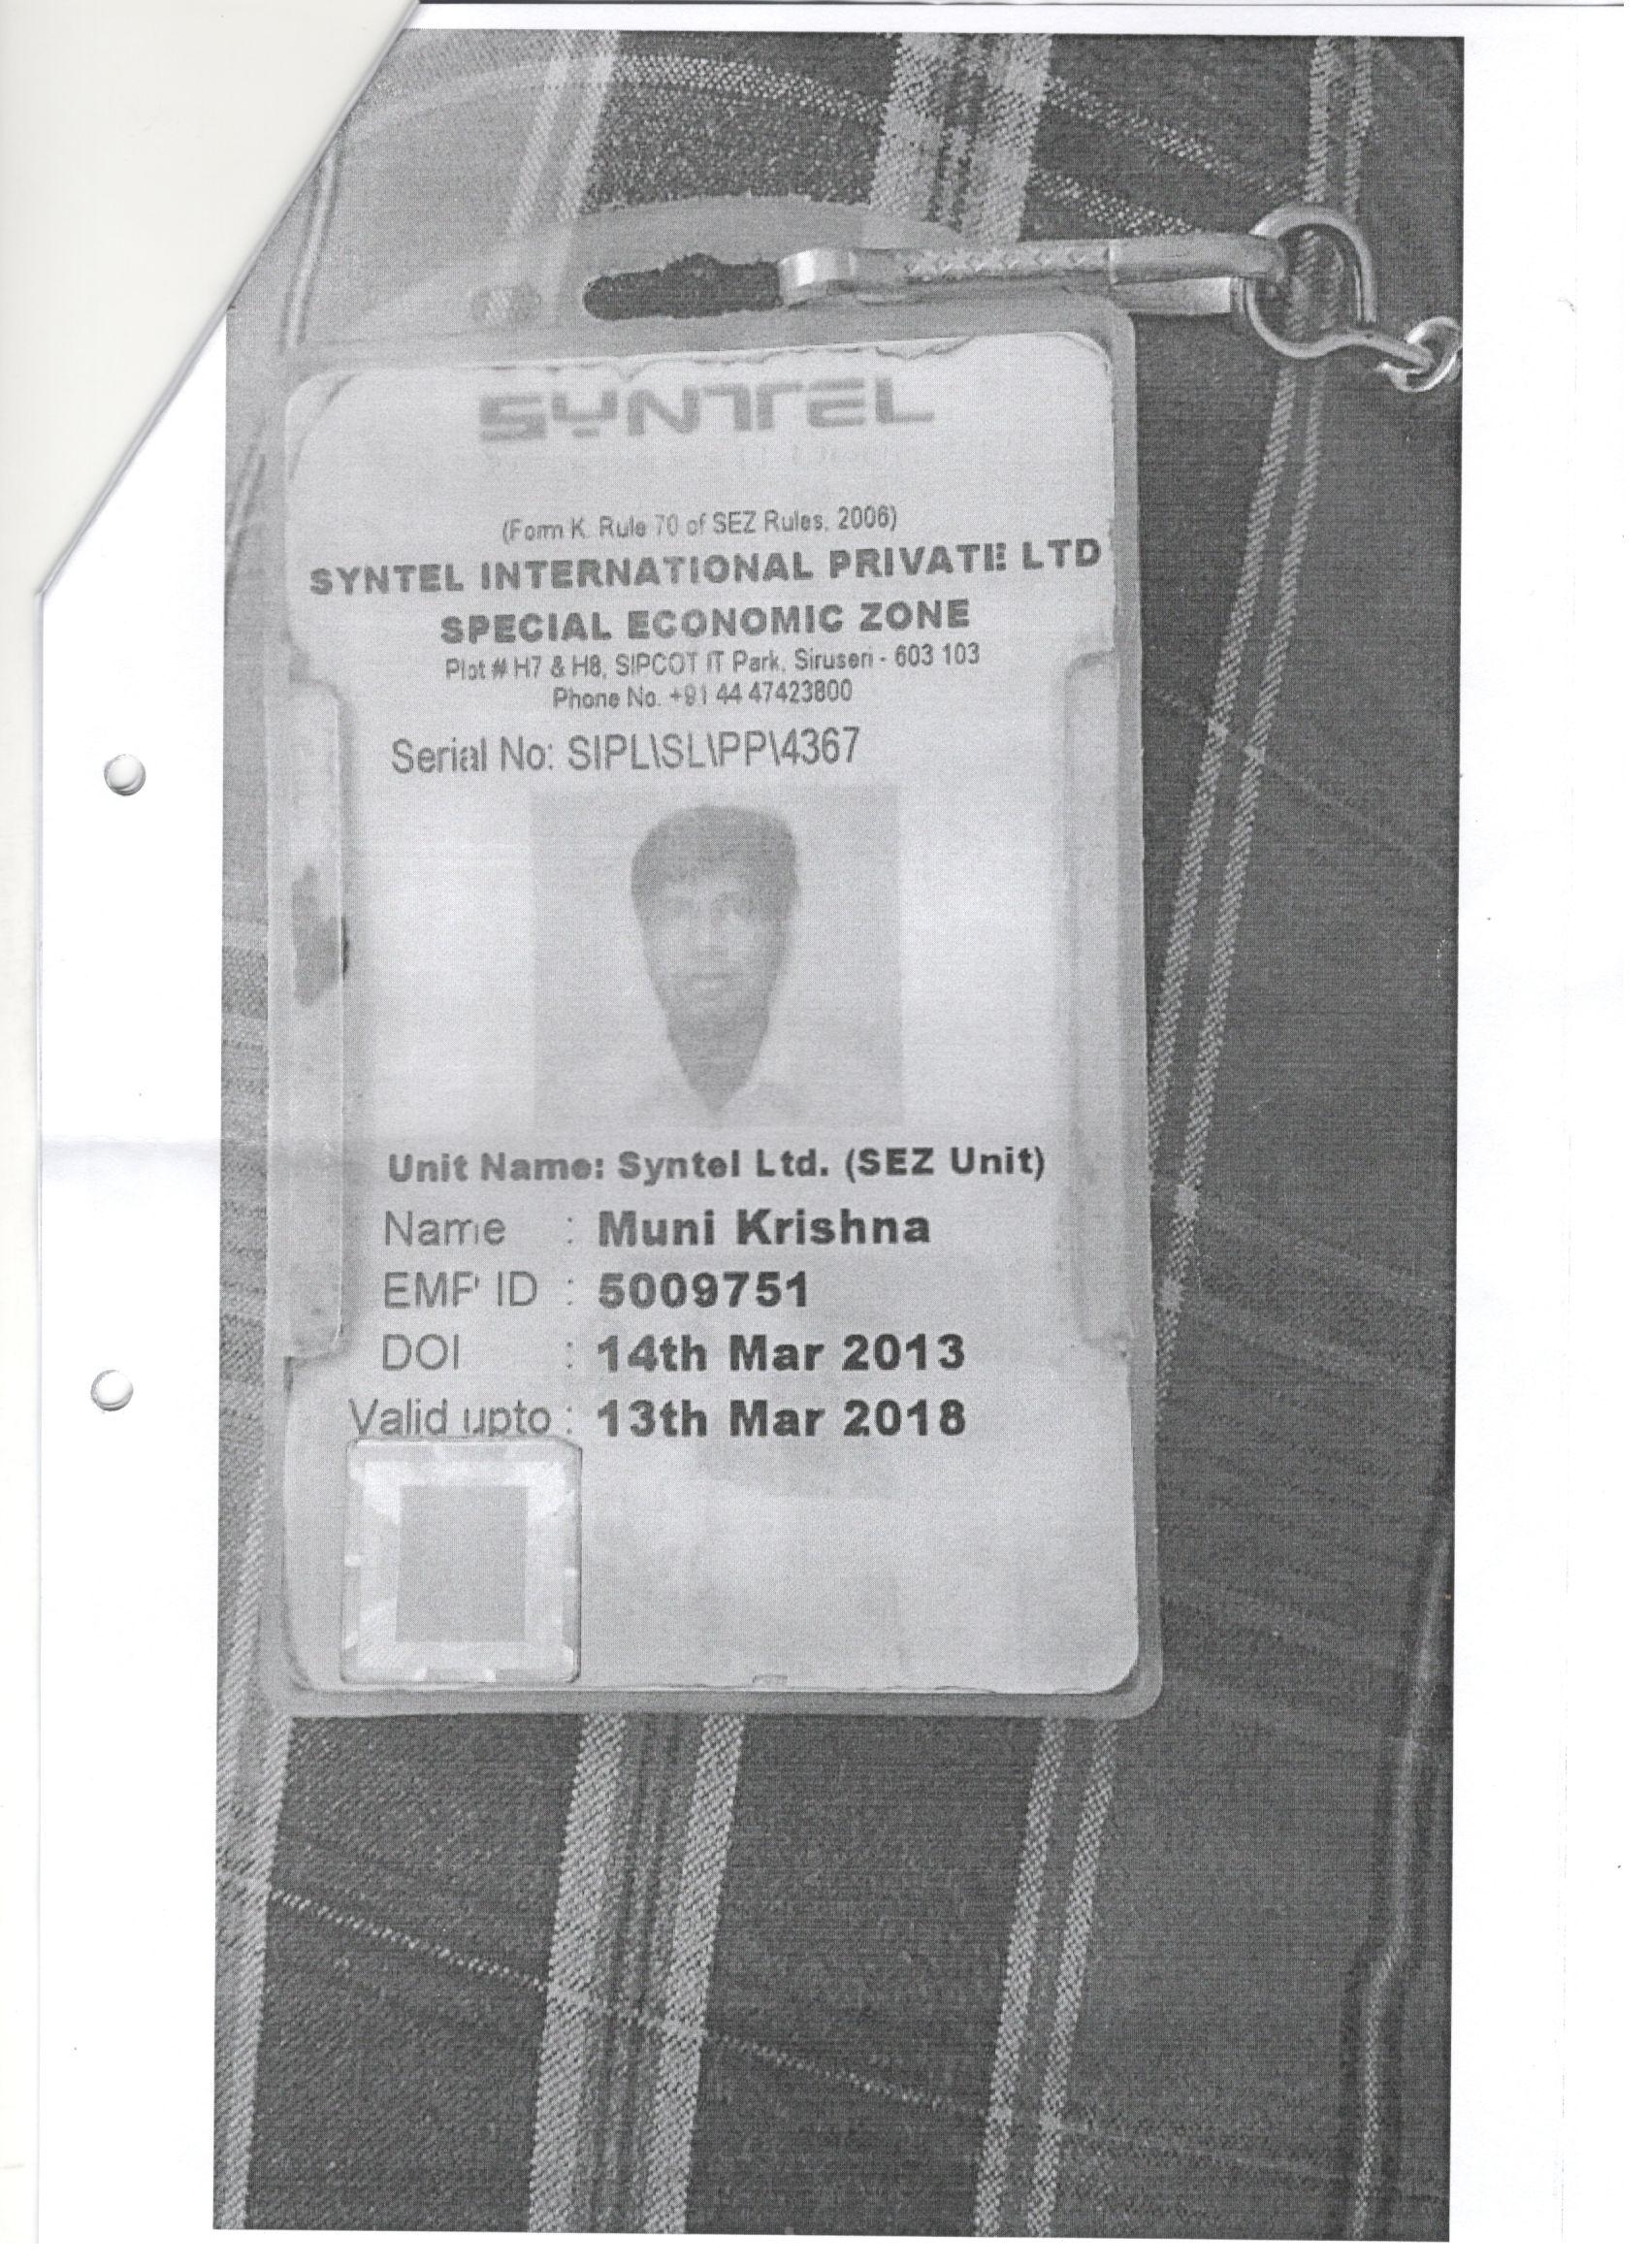 SYNTEL
(Form K. Rule 70 of SEZ Rules, 2006)
SYNTEL INTERNATIONAL PRIVATE LTD
SPECIAL ECONOMIC ZONE
Plot # H7 & H8, SIPCOT IT Park, Siruseri - 603 103
Phone No. +91 44 47423800
Serial No: SIPL\SL\PP\4367
Unit Name: Syntel Ltd. (SEZ Unit)
Name : Muni Krishna
EMP ID : 5009751
DOI : 14th Mar 2013
Valid upto : 13th Mar 2018